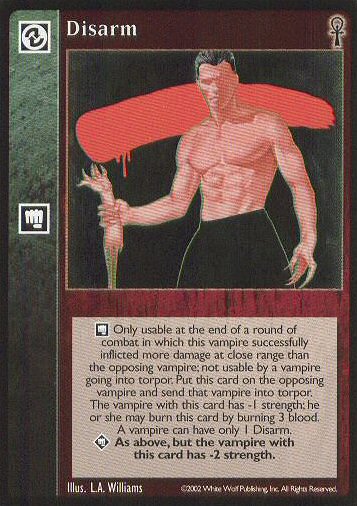 Disarm
Only usable at the end of a round of
combat in which this vampire successfully
inflicted more damage at close range than
the opposing vampire; not usable by a vampire
going into torpor. Put this card on the opposing
vampire and send that vampire into torpor.
The vampire with this card has -1 strength; he
or she may burn this card by burning 3 blood.
A vampire can have only 1 Disarm.
As above, but the vampire with
this card has -2 strength.
Illus. L.A. Williams
©2002 White Wolf Publishing, Inc. All Rights Reserved.